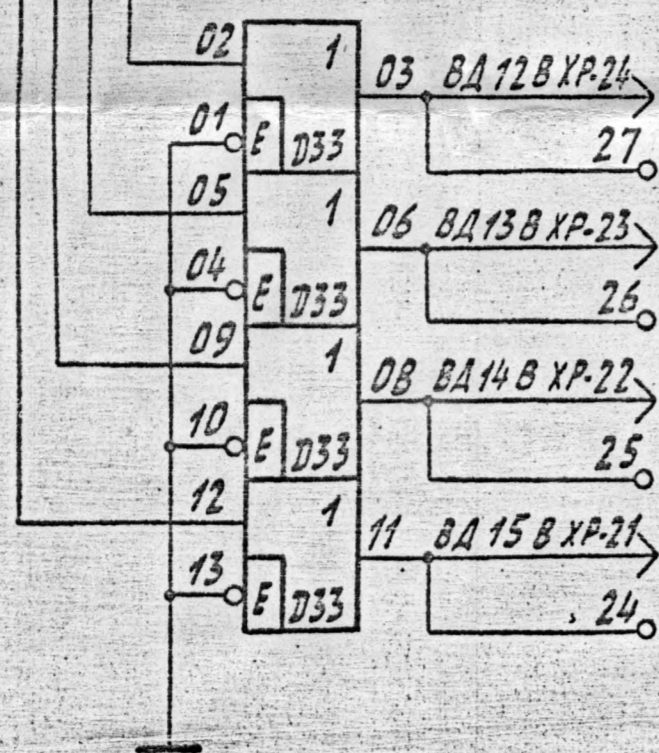 02 1 03 ВД 12 В ХР-24
01 E D33 27
05 1 06 ВД 13 В ХР-23
04 E D33 26
09 1 08 ВД 14 В ХР-22
10 E D33 25
12 1 11 ВД 15 В ХР-21
13 E D33 24